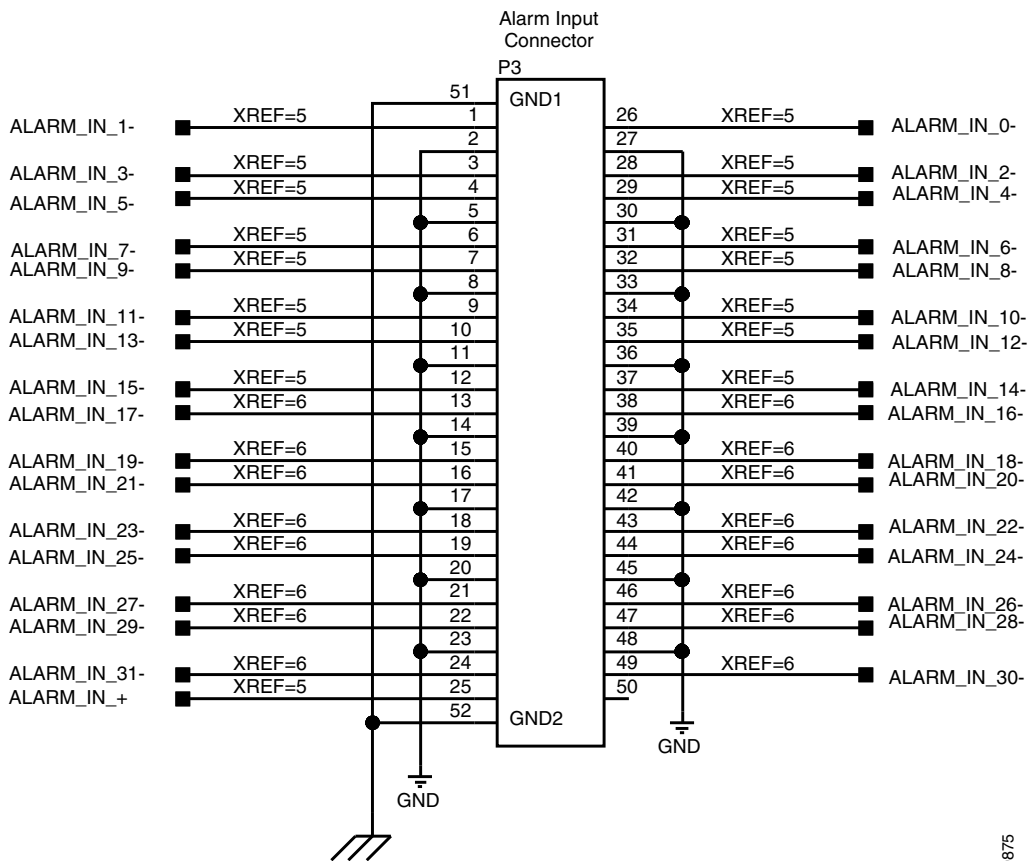 Alarm Input
Connector
P3
51 GND1
ALARM_IN_1- XREF=5 1 26 XREF=5 ALARM_IN_0-
2 27
ALARM_IN_3- XREF=5 3 28 XREF=5 ALARM_IN_2-
ALARM_IN_5- XREF=5 4 29 XREF=5 ALARM_IN_4-
5 30
ALARM_IN_7- XREF=5 6 31 XREF=5 ALARM_IN_6-
ALARM_IN_9- XREF=5 7 32 XREF=5 ALARM_IN_8-
8 33
ALARM_IN_11- XREF=5 9 34 XREF=5 ALARM_IN_10-
ALARM_IN_13- XREF=5 10 35 XREF=5 ALARM_IN_12-
11 36
ALARM_IN_15- XREF=5 12 37 XREF=5 ALARM_IN_14-
ALARM_IN_17- XREF=6 13 38 XREF=6 ALARM_IN_16-
14 39
ALARM_IN_19- XREF=6 15 40 XREF=6 ALARM_IN_18-
ALARM_IN_21- XREF=6 16 41 XREF=6 ALARM_IN_20-
17 42
ALARM_IN_23- XREF=6 18 43 XREF=6 ALARM_IN_22-
ALARM_IN_25- XREF=6 19 44 XREF=6 ALARM_IN_24-
20 45
ALARM_IN_27- XREF=6 21 46 XREF=6 ALARM_IN_26-
ALARM_IN_29- XREF=6 22 47 XREF=6 ALARM_IN_28-
23 48
ALARM_IN_31- XREF=6 24 49 XREF=6 ALARM_IN_30-
ALARM_IN_+ XREF=5 25 50
52 GND2
GND
GND
875